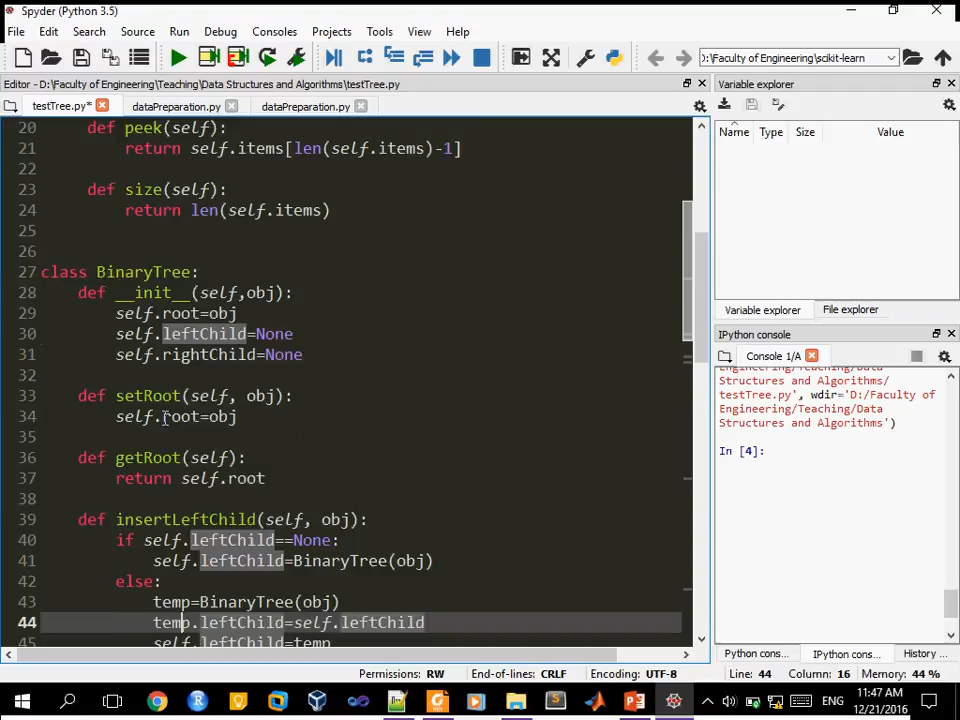 Spyder (Python 3.5)
File Edit Search Source Run Debug Consoles Projects Tools View Help
):\Faculty of Engineering\scikit-learn
Editor - D:\Faculty of Engineering\Teaching\Data Structures and Algorithms\testTree.py
Variable explorer
testTree.py* dataPreparation.py dataPreparation.py
Name Type Size Value
20 def peek(self):
21 return self.items[len(self.items)-1]
22
23 def size(self):
24 return len(self.items)
25
26
27 class BinaryTree:
28 def __init__(self,obj):
29 self.root=obj
30 self.leftChild=None
31 self.rightChild=None
32
33 def setRoot(self, obj):
34 self.root=obj
35
36 def getRoot(self):
37 return self.root
38
39 def insertLeftChild(self, obj):
40 if self.leftChild==None:
41 self.leftChild=BinaryTree(obj)
42 else:
43 temp=BinaryTree(obj)
44 temp.leftChild=self.leftChild
45 self.leftChild=temp
Variable explorer File explorer
IPython console
Console 1/A
Engineering/Teaching/Data
Structures and Algorithms/
testTree.py', wdir='D:/Faculty of
Engineering/Teaching/Data
Structures and Algorithms')
In [4]:
Python cons... IPython cons... History ...
Permissions: RW End-of-lines: CRLF Encoding: UTF-8 Line: 44 Column: 16 Memory: 44 %
ENG
11:47 AM
12/21/2016